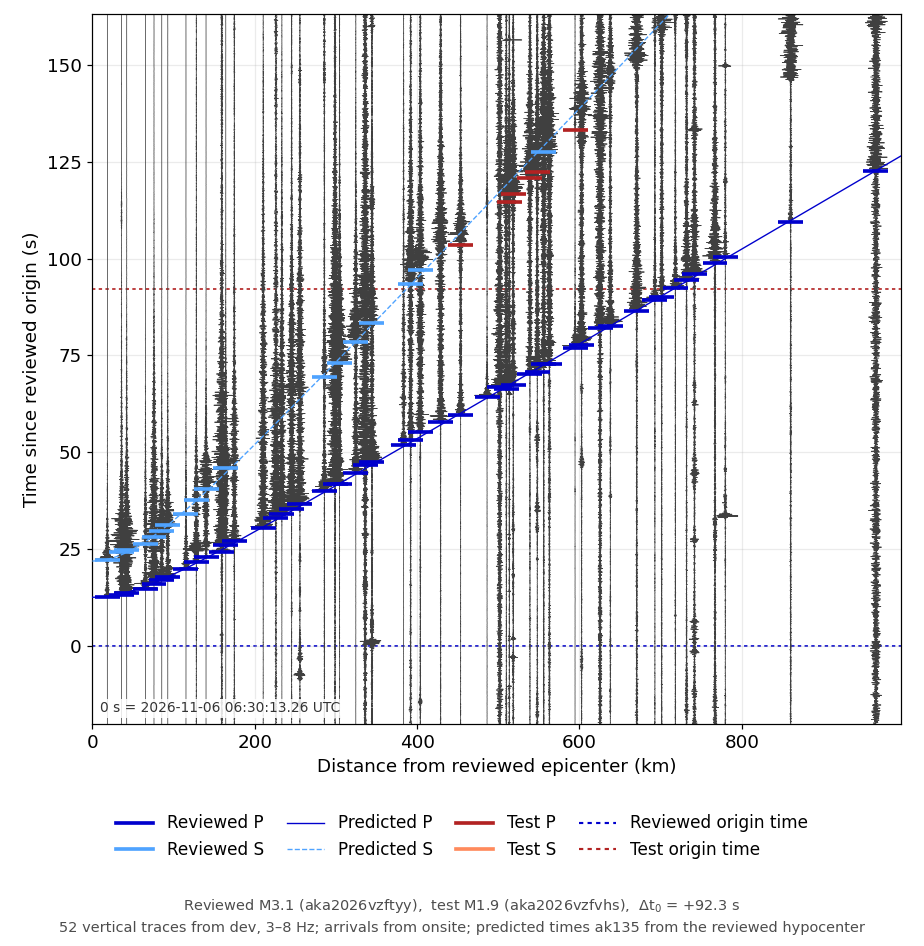 150
125
100
75
50
25
0
Time since reviewed origin (s)
0 s = 2026-11-06 06:30:13.26 UTC
0 200 400 600 800
Distance from reviewed epicenter (km)
Reviewed P Predicted P Test P Reviewed origin time
Reviewed S Predicted S Test S Test origin time
Reviewed M3.1 (aka2026vzftyy), test M1.9 (aka2026vzfvhs), Δt₀ = +92.3 s
52 vertical traces from dev, 3–8 Hz; arrivals from onsite; predicted times ak135 from the reviewed hypocenter